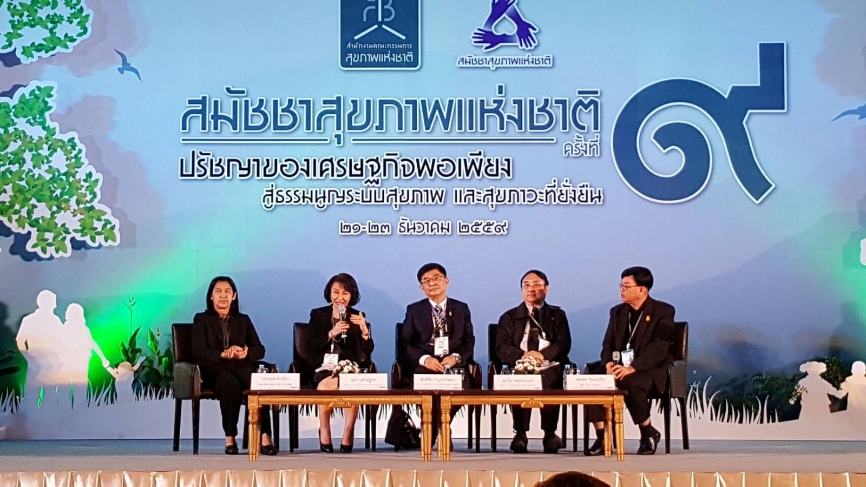 สำนักงานคณะกรรมการ
สุขภาพแห่งชาติ
สมัชชาสุขภาพแห่งชาติ
สมัชชาสุขภาพแห่งชาติ
ครั้งที่
๙
ปรัชญาของเศรษฐกิจพอเพียง
สู่ธรรมนูญระบบสุขภาพ และสุขภาวะที่ยั่งยืน
๒๑-๒๓ ธันวาคม ๒๕๕๙